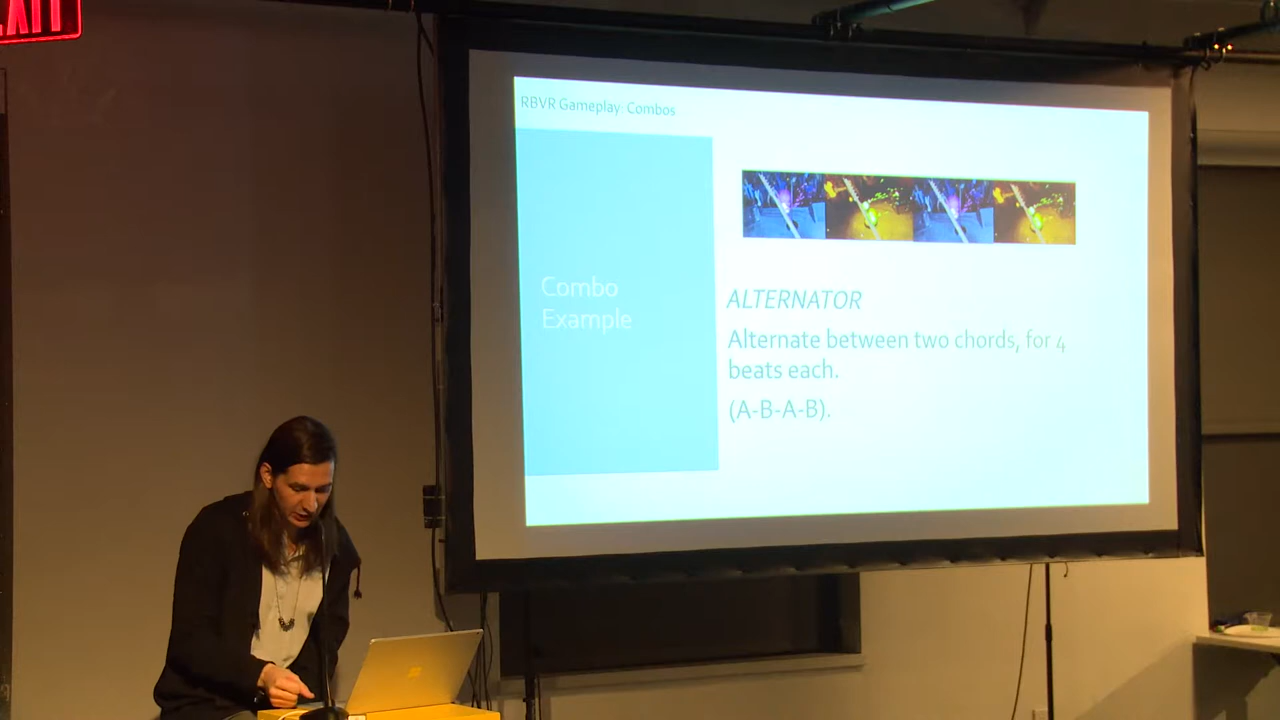 EXIT
RBVR Gameplay: Combos
Combo
Example
ALTERNATOR
Alternate between two chords, for 4
beats each.
(A-B-A-B).